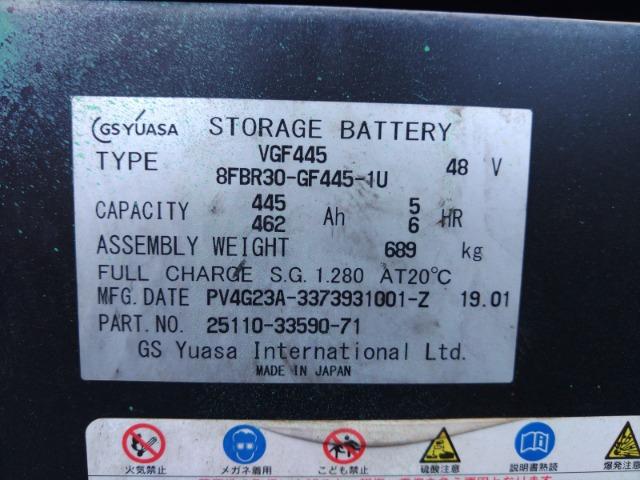 GS YUASA STORAGE BATTERY
TYPE VGF445 48 V
8FBR30-GF445-1U
CAPACITY 445 Ah 5 HR
462 6
ASSEMBLY WEIGHT 689 kg
FULL CHARGE S.G. 1.280 AT20℃
MFG. DATE PV4G23A-3373931001-Z 19.01
PART. NO. 25110-33590-71
GS Yuasa International Ltd.
MADE IN JAPAN
火気禁止 メガネ着用 こども禁止 硫酸注意 説明書熟読 爆発注意